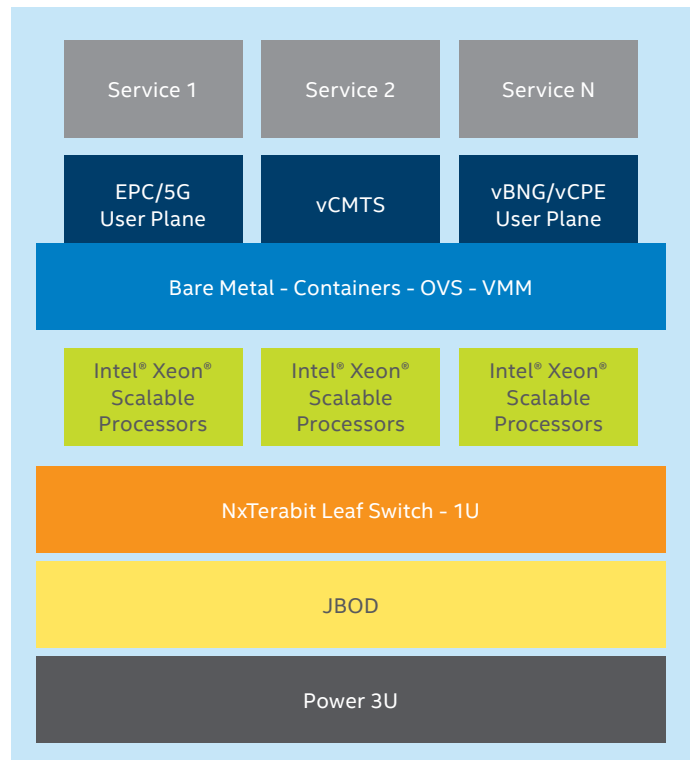 Service 1
Service 2
Service N
EPC/5G
User Plane
vCMTS
vBNG/vCPE
User Plane
Bare Metal - Containers - OVS - VMM
Intel® Xeon®
Scalable
Processors
Intel® Xeon®
Scalable
Processors
Intel® Xeon®
Scalable
Processors
NxTerabit Leaf Switch - 1U
JBOD
Power 3U